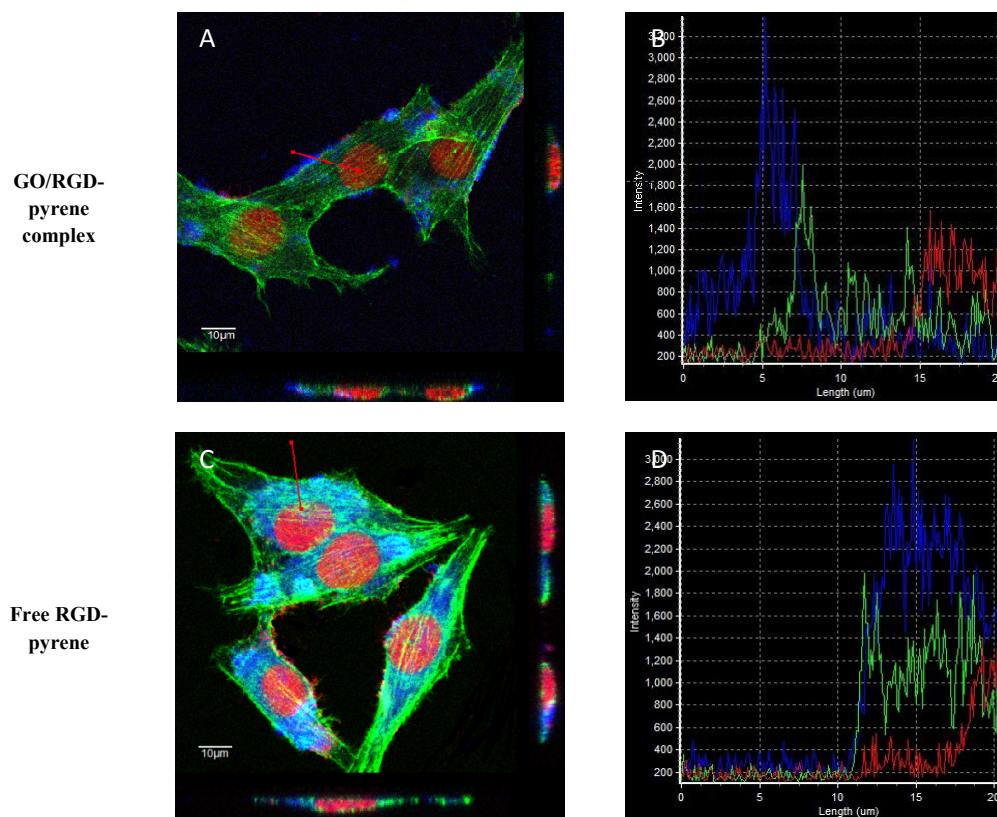 GO/RGD-
pyrene
complex
A
10µm
B
3,200
3,000
2,800
2,600
2,400
2,200
2,000
1,800
1,600
1,400
1,200
1,000
800
600
400
200
Intensity
0 5 10 15 20
Length (um)
Free RGD-
pyrene
C
10µm
D
3,000
2,800
2,600
2,400
2,200
2,000
1,800
1,600
1,400
1,200
1,000
800
600
400
200
Intensity
0 5 10 15 20
Length (um)